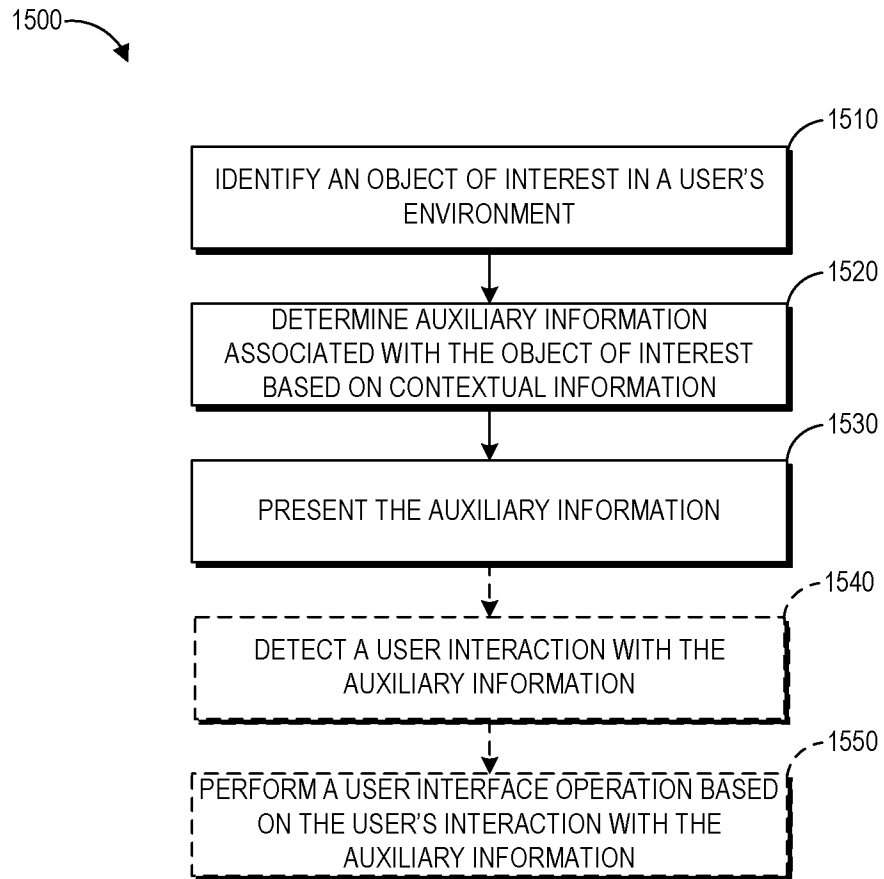 1500
1510
IDENTIFY AN OBJECT OF INTEREST IN A USER'S
ENVIRONMENT
1520
DETERMINE AUXILIARY INFORMATION
ASSOCIATED WITH THE OBJECT OF INTEREST
BASED ON CONTEXTUAL INFORMATION
1530
PRESENT THE AUXILIARY INFORMATION
1540
DETECT A USER INTERACTION WITH THE
AUXILIARY INFORMATION
1550
PERFORM A USER INTERFACE OPERATION BASED
ON THE USER'S INTERACTION WITH THE
AUXILIARY INFORMATION